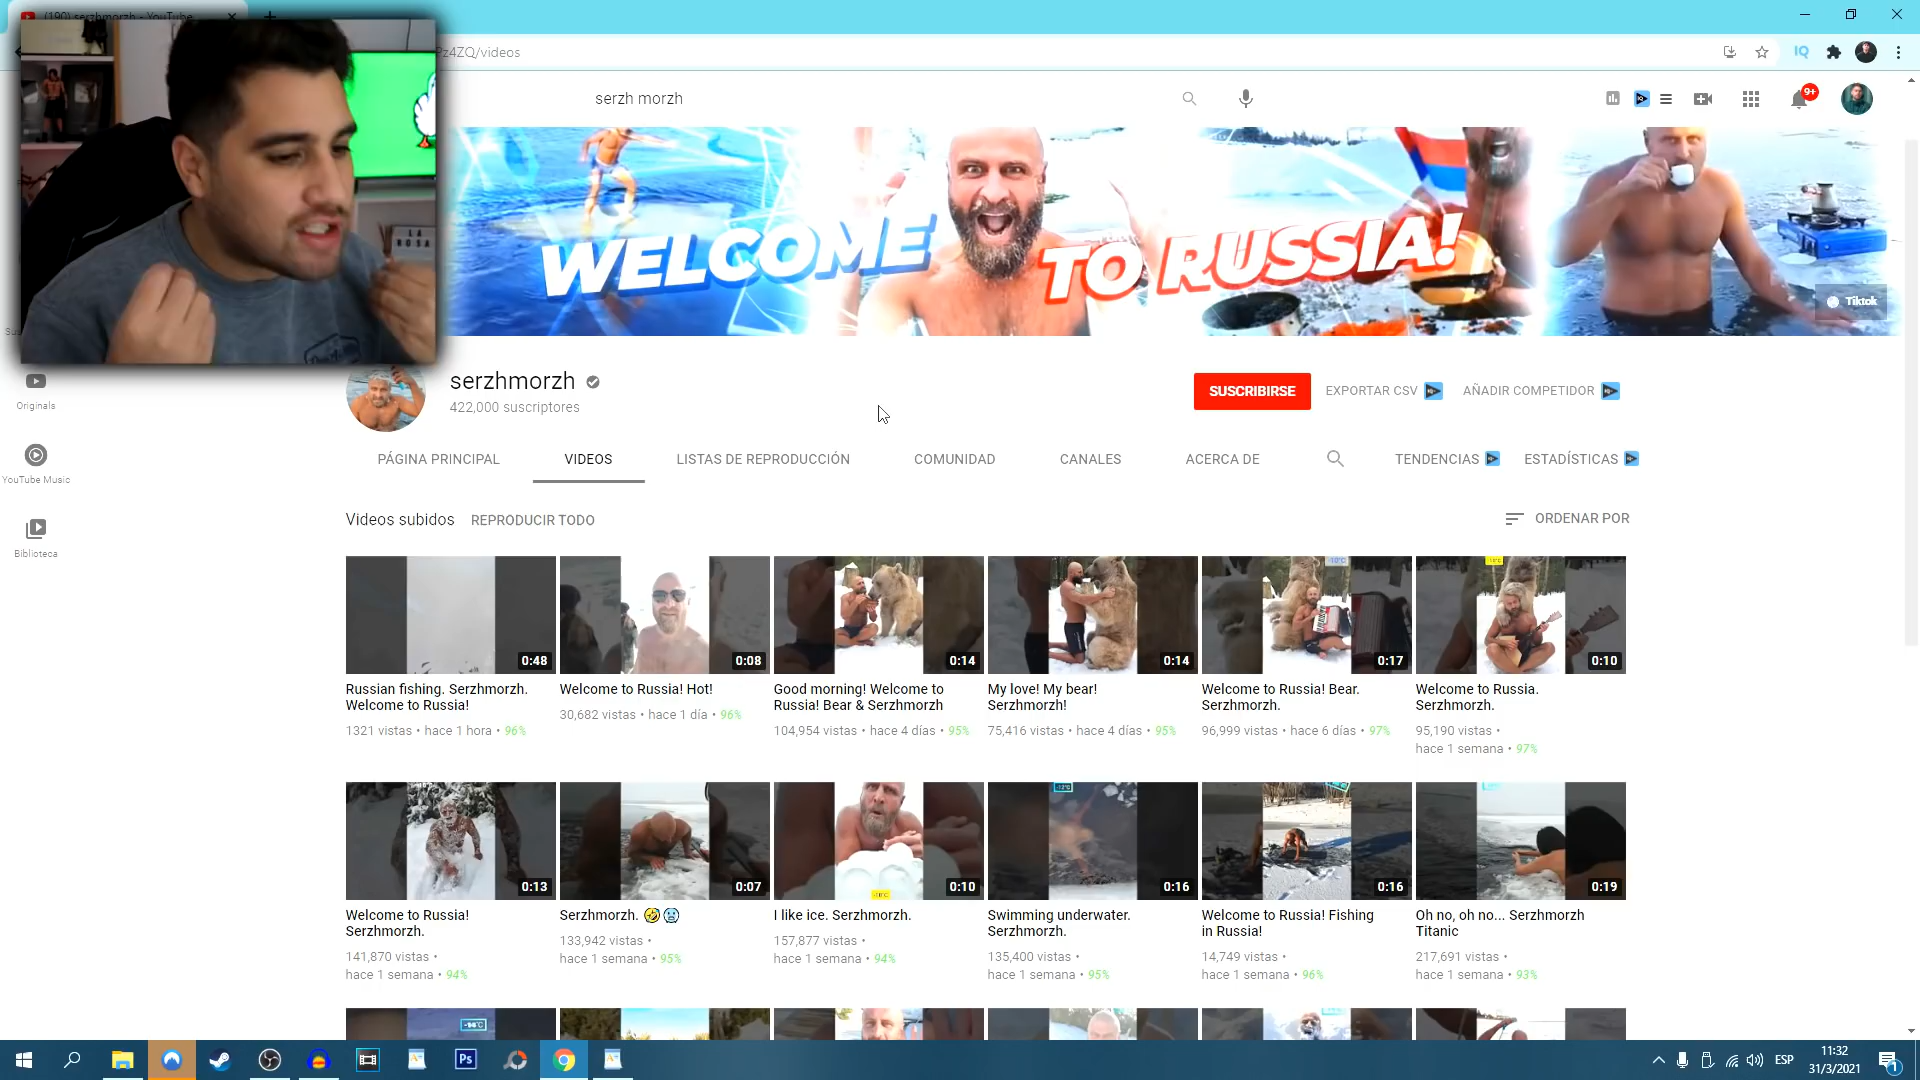 (190) serzhmorzh - YouTube
Pz4ZQ/videos
IQ
serzh morzh
9+
WELCOME TO RUSSIA!
LA
ROSA
Tiktok
Originals
YouTube Music
Biblioteca
serzhmorzh
422,000 suscriptores
SUSCRIBIRSE
EXPORTAR CSV
AÑADIR COMPETIDOR
PÁGINA PRINCIPAL
VIDEOS
LISTAS DE REPRODUCCIÓN
COMUNIDAD
CANALES
ACERCA DE
TENDENCIAS
ESTADÍSTICAS
Videos subidos
REPRODUCIR TODO
ORDENAR POR
0:48
0:08
0:14
0:14
0:17
0:10
Russian fishing. Serzhmorzh.
Welcome to Russia!
1321 vistas • hace 1 hora • 96%
Welcome to Russia! Hot!
30,682 vistas • hace 1 día • 96%
Good morning! Welcome to
Russia! Bear & Serzhmorzh
104,954 vistas • hace 4 días • 95%
My love! My bear!
Serzhmorzh!
75,416 vistas • hace 4 días • 95%
Welcome to Russia! Bear.
Serzhmorzh.
96,999 vistas • hace 6 días • 97%
Welcome to Russia.
Serzhmorzh.
95,190 vistas •
hace 1 semana • 97%
0:13
0:07
0:10
0:16
0:16
0:19
Welcome to Russia!
Serzhmorzh.
141,870 vistas •
hace 1 semana • 94%
Serzhmorzh. 🤣🥶
133,942 vistas •
hace 1 semana • 95%
I like ice. Serzhmorzh.
157,877 vistas •
hace 1 semana • 94%
Swimming underwater.
Serzhmorzh.
135,400 vistas •
hace 1 semana • 95%
Welcome to Russia! Fishing
in Russia!
14,749 vistas •
hace 1 semana • 96%
Oh no, oh no... Serzhmorzh
Titanic
217,691 vistas •
hace 1 semana • 93%
Ps
ESP
11:32
31/3/2021
1